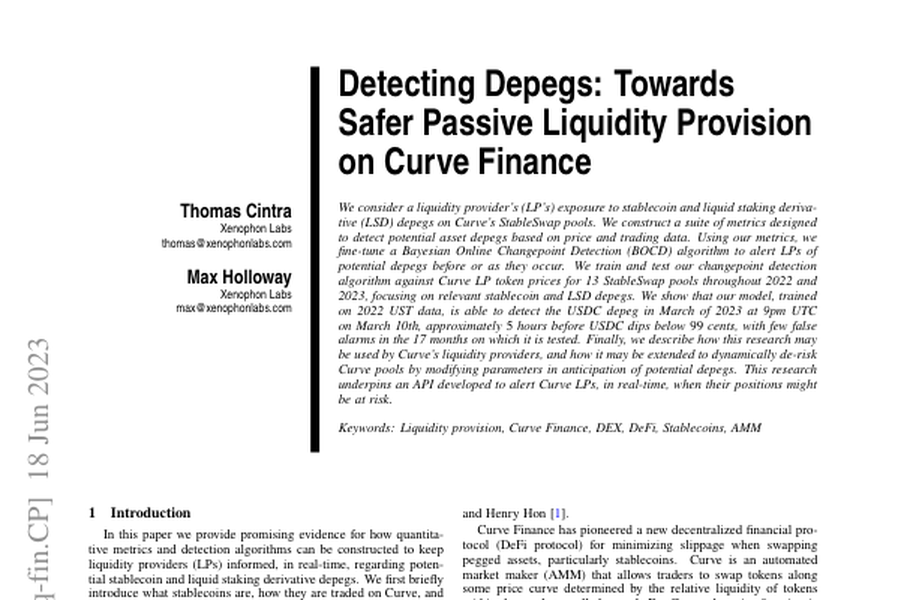 Detecting Depegs: Towards
Safer Passive Liquidity Provision
on Curve Finance
Thomas Cintra
Xenophon Labs
thomas@xenophonlabs.com
Max Holloway
Xenophon Labs
max@xenophonlabs.com
We consider a liquidity provider's (LP's) exposure to stablecoin and liquid staking deriva-
tive (LSD) depegs on Curve's StableSwap pools. We construct a suite of metrics designed
to detect potential asset depegs based on price and trading data. Using our metrics, we
fine-tune a Bayesian Online Changepoint Detection (BOCD) algorithm to alert LPs of
potential depegs before or as they occur. We train and test our changepoint detection
algorithm against Curve LP token prices for 13 StableSwap pools throughout 2022 and
2023, focusing on relevant stablecoin and LSD depegs. We show that our model, trained
on 2022 UST data, is able to detect the USDC depeg in March of 2023 at 9pm UTC
on March 10th, approximately 5 hours before USDC dips below 99 cents, with few false
alarms in the 17 months on which it is tested. Finally, we describe how this research may
be used by Curve's liquidity providers, and how it may be extended to dynamically de-risk
Curve pools by modifying parameters in anticipation of potential depegs. This research
underpins an API developed to alert Curve LPs, in real-time, when their positions might
be at risk.
Keywords: Liquidity provision, Curve Finance, DEX, DeFi, Stablecoins, AMM
q-fin.CP] 18 Jun 2023
1 Introduction
In this paper we provide promising evidence for how quantita-
tive metrics and detection algorithms can be constructed to keep
liquidity providers (LPs) informed, in real-time, regarding poten-
tial stablecoin and liquid staking derivative depegs. We first briefly
introduce what stablecoins are, how they are traded on Curve, and
and Henry Hon [1].
Curve Finance has pioneered a new decentralized financial pro-
tocol (DeFi protocol) for minimizing slippage when swapping
pegged assets, particularly stablecoins. Curve is an automated
market maker (AMM) that allows traders to swap tokens along
some price curve determined by the relative liquidity of tokens